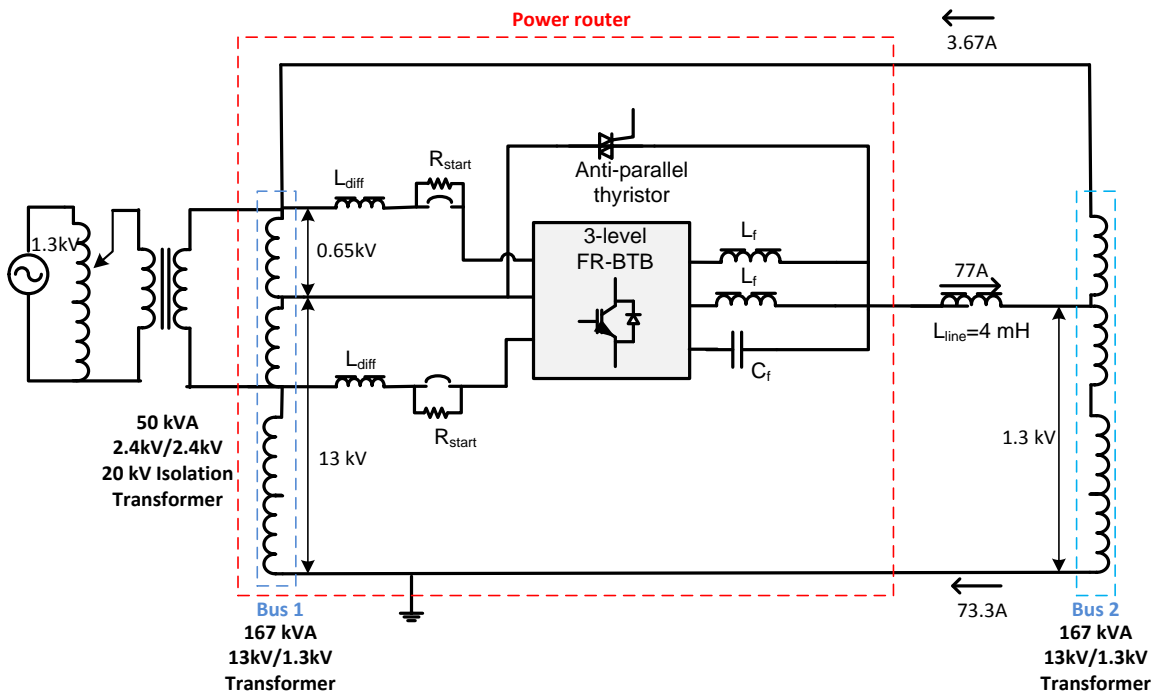 Power router
3.67A
R_start
L_diff
Anti-parallel
thyristor
1.3kV
0.65kV
3-level
FR-BTB
L_f
L_f
77A
L_line=4 mH
C_f
L_diff
R_start
50 kVA
2.4kV/2.4kV
20 kV Isolation
Transformer
13 kV
1.3 kV
73.3A
Bus 1
167 kVA
13kV/1.3kV
Transformer
Bus 2
167 kVA
13kV/1.3kV
Transformer